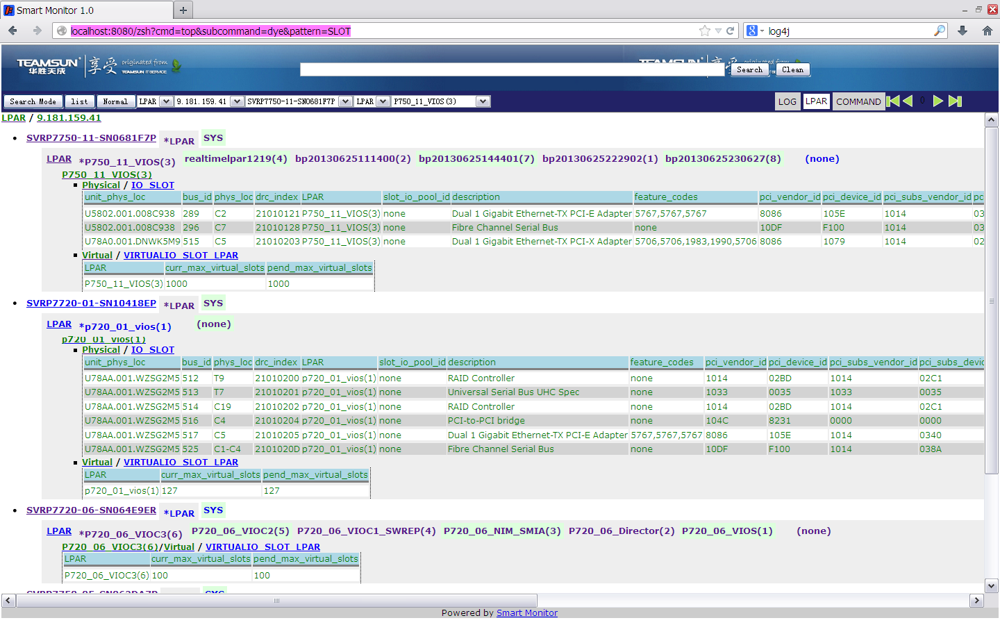 Smart Monitor 1.0
localhost:8080/zsh?cmd=top&subcommand=dye&pattern=SLOT
log4j
TEAMSUN 华胜天成 享受 originated from TEAMSUN IT SERVICE
Search Clean
Search Mode list Normal LPAR 9.181.159.41 SVRP7750-11-SN0681F7P LPAR P750_11_VIOS(3) LOG LPAR COMMAND 0
LPAR / 9.181.159.41
SVRP7750-11-SN0681F7P *LPAR SYS
LPAR *P750_11_VIOS(3) realtimelpar1219(4) bp20130625111400(2) bp20130625144401(7) bp20130625222902(1) bp20130625230627(8) (none)
P750_11_VIOS(3)
Physical / IO_SLOT
unit_phys_loc bus_id phys_loc drc_index LPAR slot_io_pool_id description feature_codes pci_vendor_id pci_device_id pci_subs_vendor_id pc
U5802.001.008C938 289 C2 21010121 P750_11_VIOS(3) none Dual 1 Gigabit Ethernet-TX PCI-E Adapter 5767,5767,5767 8086 105E 1014 03
U5802.001.008C938 296 C7 21010128 P750_11_VIOS(3) none Fibre Channel Serial Bus none 10DF F100 1014 03
U78A0.001.DNWK5M9 515 C5 21010203 P750_11_VIOS(3) none Dual 1 Gigabit Ethernet-TX PCI-X Adapter 5706,5706,1983,1990,5706 8086 1079 1014 02
Virtual / VIRTUALIO_SLOT_LPAR
LPAR curr_max_virtual_slots pend_max_virtual_slots
P750_11_VIOS(3) 1000 1000
SVRP7720-01-SN10418EP *LPAR SYS
LPAR *p720_01_vios(1) (none)
p720_01_vios(1)
Physical / IO_SLOT
unit_phys_loc bus_id phys_loc drc_index LPAR slot_io_pool_id description feature_codes pci_vendor_id pci_device_id pci_subs_vendor_id pci_subs_devic
U78AA.001.WZSG2M5 512 T9 21010200 p720_01_vios(1) none RAID Controller none 1014 02BD 1014 02C1
U78AA.001.WZSG2M5 513 T7 21010201 p720_01_vios(1) none Universal Serial Bus UHC Spec none 1033 0035 1033 0035
U78AA.001.WZSG2M5 514 C19 21010202 p720_01_vios(1) none RAID Controller none 1014 02BD 1014 02C1
U78AA.001.WZSG2M5 516 C4 21010204 p720_01_vios(1) none PCI-to-PCI bridge none 104C 8231 0000 0000
U78AA.001.WZSG2M5 517 C5 21010205 p720_01_vios(1) none Dual 1 Gigabit Ethernet-TX PCI-E Adapter 5767,5767,5767 8086 105E 1014 0340
U78AA.001.WZSG2M5 525 C1-C4 2101020D p720_01_vios(1) none Fibre Channel Serial Bus none 10DF F100 1014 038A
Virtual / VIRTUALIO_SLOT_LPAR
LPAR curr_max_virtual_slots pend_max_virtual_slots
p720_01_vios(1) 127 127
SVRP7720-06-SN064E9ER *LPAR SYS
LPAR *P720_06_VIOC3(6) P720_06_VIOC2(5) P720_06_VIOC1_SWREP(4) P720_06_NIM_SMIA(3) P720_06_Director(2) P720_06_VIOS(1) (none)
P720_06_VIOC3(6)/Virtual / VIRTUALIO_SLOT_LPAR
LPAR curr_max_virtual_slots pend_max_virtual_slots
P720_06_VIOC3(6) 100 100
SYS
Powered by Smart Monitor